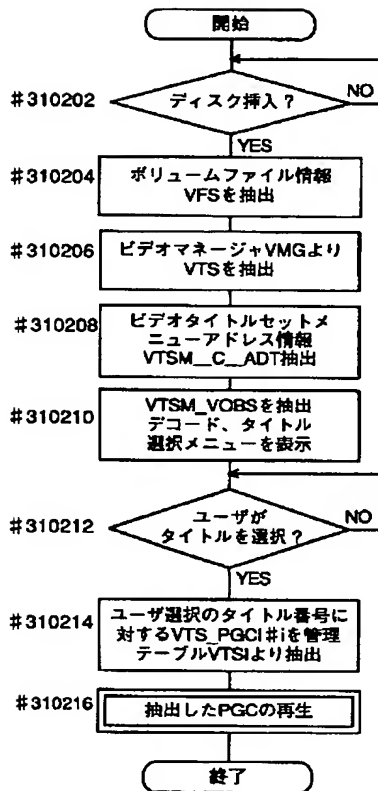 開始
#310202
ディスク挿入？
NO
YES
#310204
ボリュームファイル情報
VFSを抽出
#310206
ビデオマネージャVMGより
VTSを抽出
#310208
ビデオタイトルセットメ
ニューアドレス情報
VTSM__C__ADT抽出
#310210
VTSM_VOBSを抽出
デコード、タイトル
選択メニューを表示
#310212
ユーザが
タイトルを選択？
NO
YES
#310214
ユーザ選択のタイトル番号に
対するVTS_PGCI#iを管理
テーブルVTSIより抽出
#310216
抽出したPGCの再生
終了